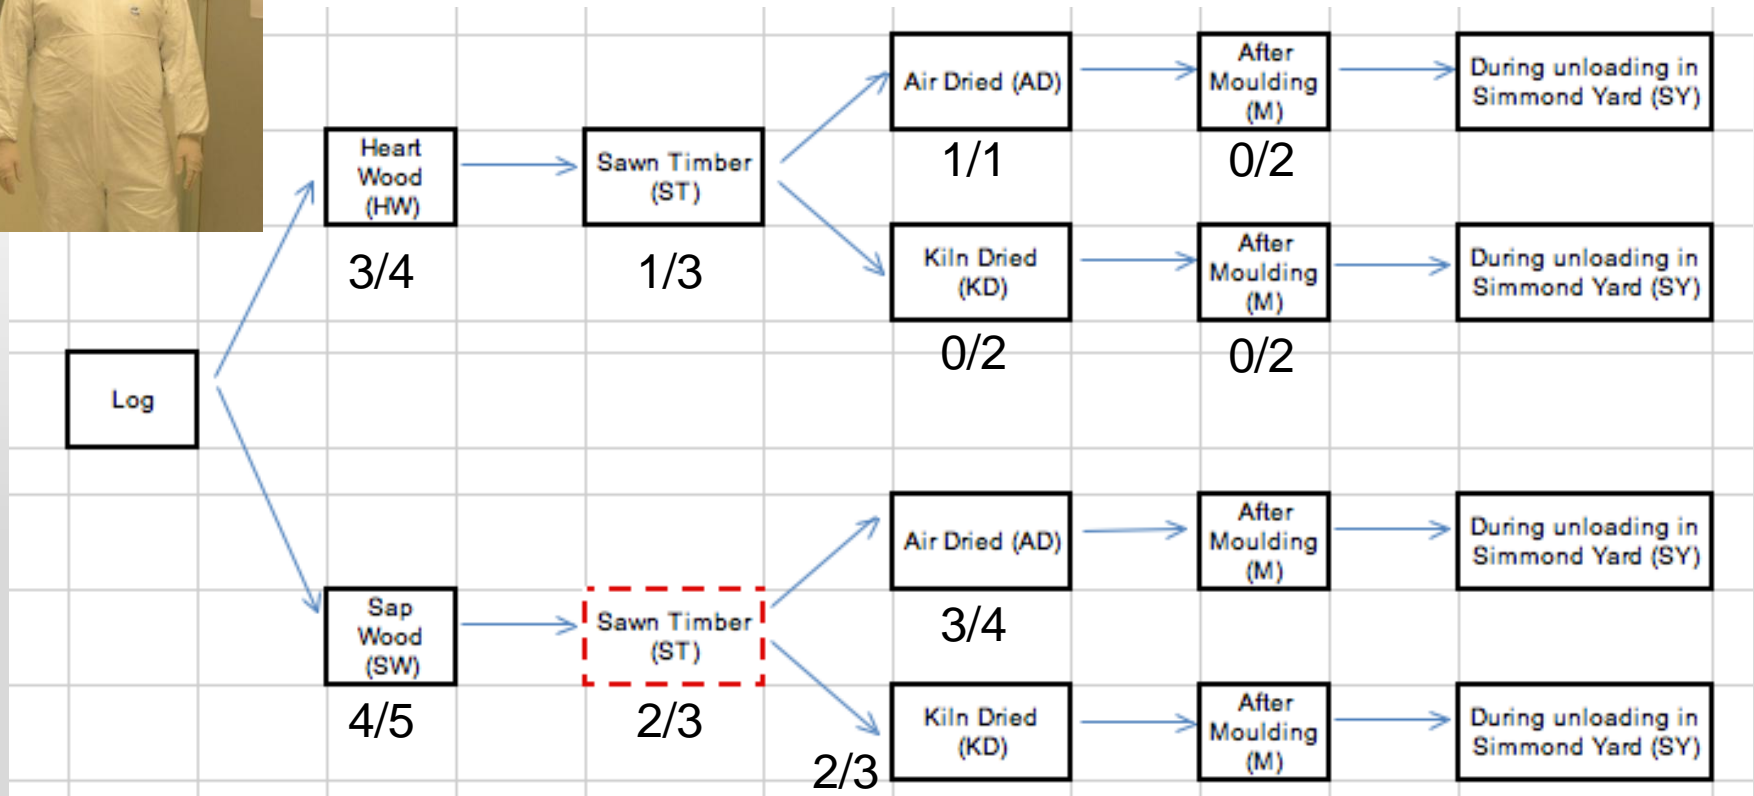 Air Dried (AD)
After
Moulding
(M)
During unloading in
Simmond Yard (SY)
1/1
0/2
Heart
Wood
(HW)
Sawn Timber
(ST)
3/4
1/3
Kiln Dried
(KD)
After
Moulding
(M)
During unloading in
Simmond Yard (SY)
0/2
0/2
Log
Air Dried (AD)
After
Moulding
(M)
During unloading in
Simmond Yard (SY)
3/4
Sap
Wood
(SW)
Sawn Timber
(ST)
4/5
2/3
Kiln Dried
(KD)
After
Moulding
(M)
During unloading in
Simmond Yard (SY)
2/3